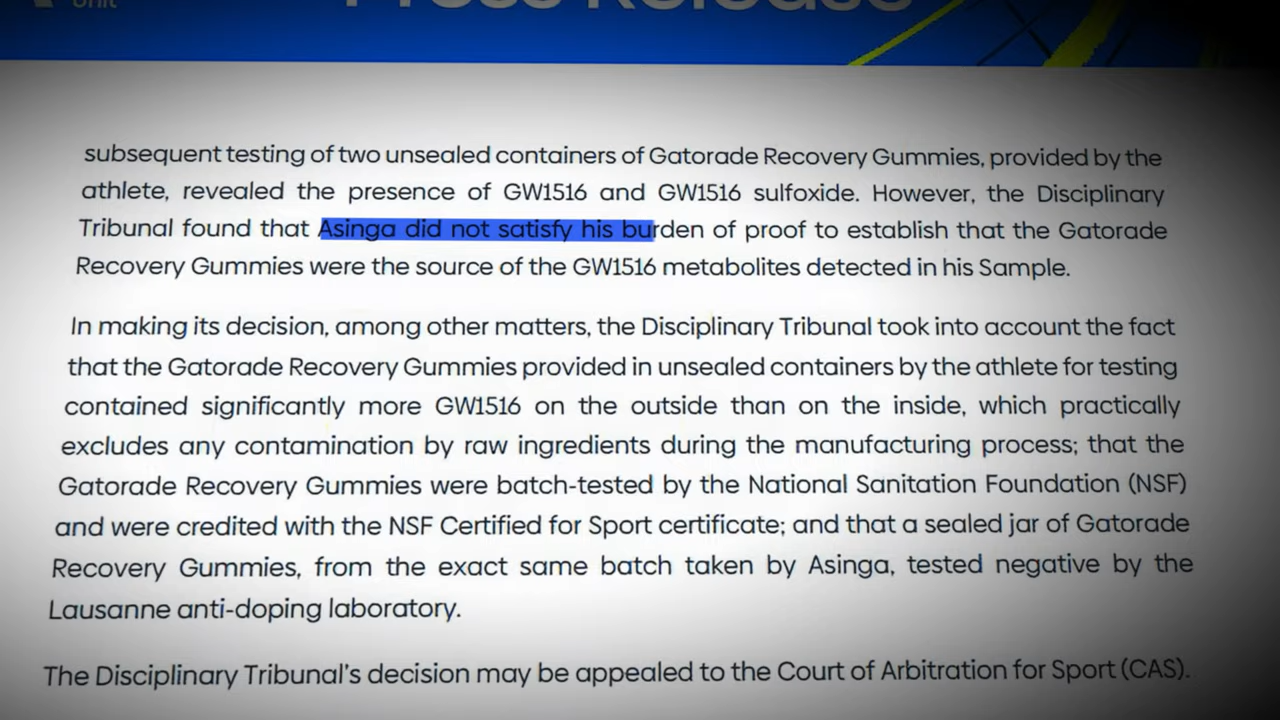 Unit
Press Release
subsequent testing of two unsealed containers of Gatorade Recovery Gummies, provided by the
athlete, revealed the presence of GW1516 and GW1516 sulfoxide. However, the Disciplinary
Tribunal found that Asinga did not satisfy his burden of proof to establish that the Gatorade
Recovery Gummies were the source of the GW1516 metabolites detected in his Sample.
In making its decision, among other matters, the Disciplinary Tribunal took into account the fact
that the Gatorade Recovery Gummies provided in unsealed containers by the athlete for testing
contained significantly more GW1516 on the outside than on the inside, which practically
excludes any contamination by raw ingredients during the manufacturing process; that the
Gatorade Recovery Gummies were batch-tested by the National Sanitation Foundation (NSF)
and were credited with the NSF Certified for Sport certificate; and that a sealed jar of Gatorade
Recovery Gummies, from the exact same batch taken by Asinga, tested negative by the
Lausanne anti-doping laboratory.
The Disciplinary Tribunal's decision may be appealed to the Court of Arbitration for Sport (CAS).